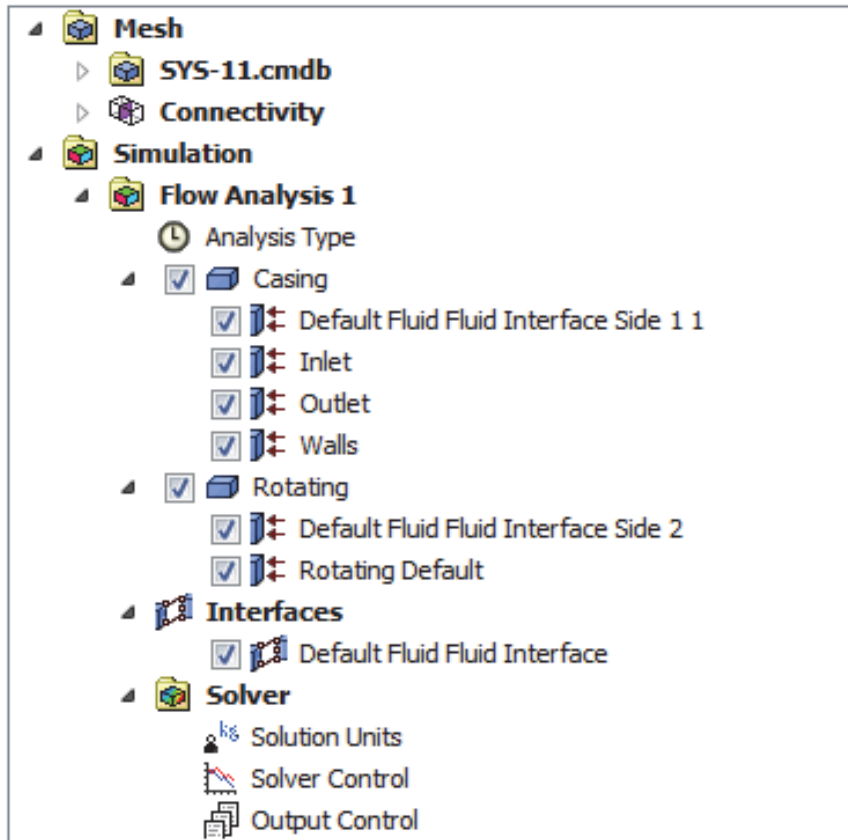 Mesh
SYS-11.cmdb
Connectivity
Simulation
Flow Analysis 1
Analysis Type
Casing
Default Fluid Fluid Interface Side 1 1
Inlet
Outlet
Walls
Rotating
Default Fluid Fluid Interface Side 2
Rotating Default
Interfaces
Default Fluid Fluid Interface
Solver
kg Solution Units
Solver Control
Output Control